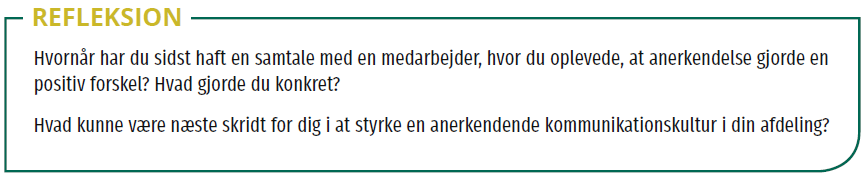 REFLEKSION
Hvornår har du sidst haft en samtale med en medarbejder, hvor du oplevede, at anerkendelse gjorde en
positiv forskel? Hvad gjorde du konkret?
Hvad kunne være næste skridt for dig i at styrke en anerkendende kommunikationskultur i din afdeling?